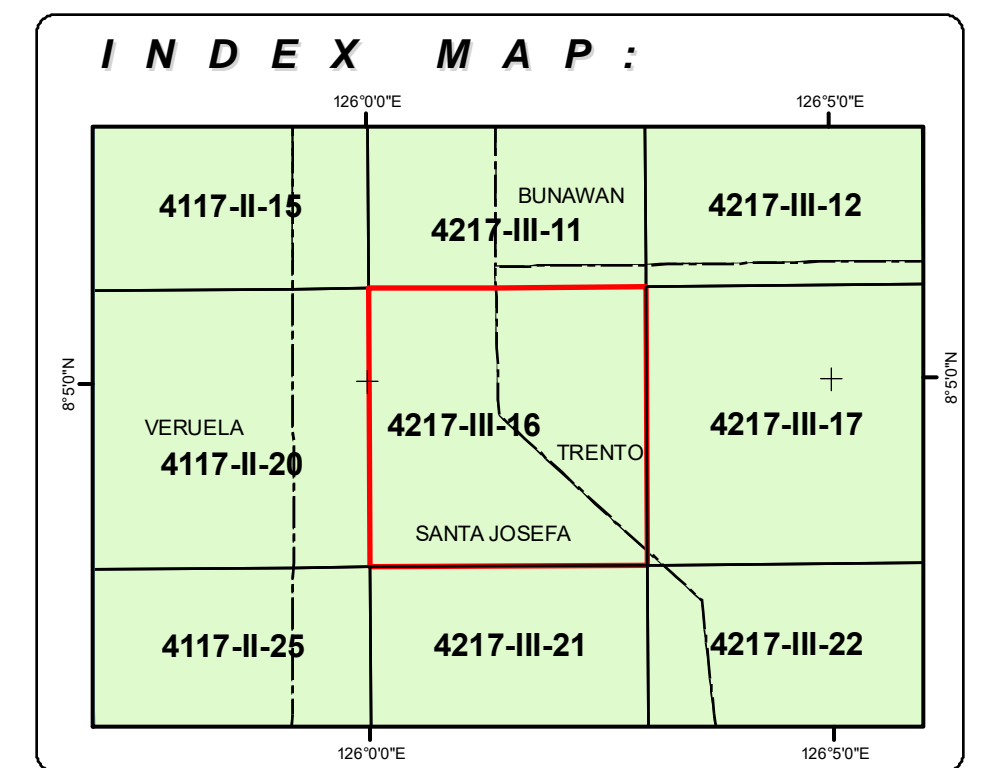 INDEX MAP:
126°0'0"E
126°5'0"E
BUNAWAN
4117-II-15
4217-III-11
4217-III-12
8°5'0"N
8°5'0"N
VERUELA
4117-II-20
4217-III-16
TRENTO
4217-III-17
SANTA JOSEFA
4117-II-25
4217-III-21
4217-III-22
126°0'0"E
126°5'0"E